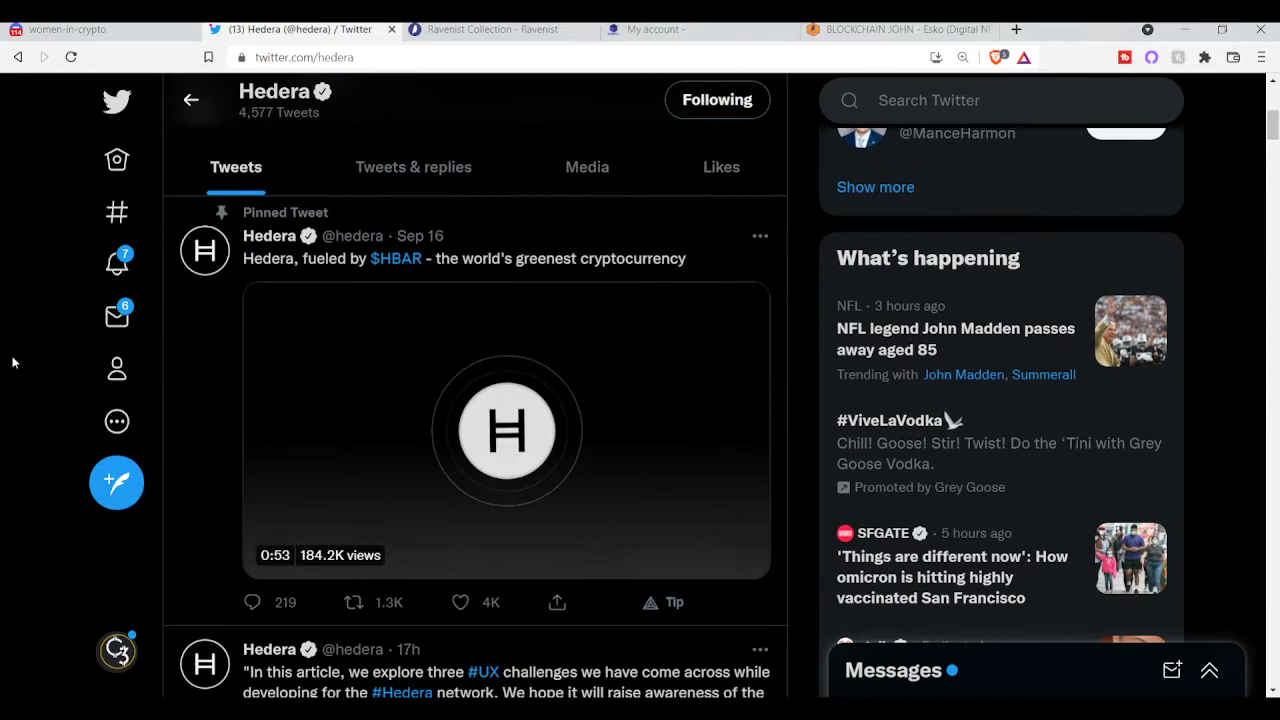 114
women-in-crypto
(13) Hedera (@hedera) / Twitter
Ravenist Collection - Ravenist
My account -
BLOCKCHAIN JOHN - Esko (Digital N
twitter.com/hedera
5
Hedera
4,577 Tweets
Following
Tweets
Tweets & replies
Media
Likes
Pinned Tweet
Hedera @hedera · Sep 16
Hedera, fueled by $HBAR - the world's greenest cryptocurrency
H
0:53 184.2K views
219
1.3K
4K
Tip
Hedera @hedera · 17h
"In this article, we explore three #UX challenges we have come across while
developing for the #Hedera network. We hope it will raise awareness of the
7
6
Search Twitter
@ManceHarmon
Show more
What's happening
NFL · 3 hours ago
NFL legend John Madden passes
away aged 85
Trending with John Madden, Summerall
#ViveLaVodka
Chill! Goose! Stir! Twist! Do the 'Tini with Grey
Goose Vodka.
Promoted by Grey Goose
SFGATE · 5 hours ago
'Things are different now': How
omicron is hitting highly
vaccinated San Francisco
Messages